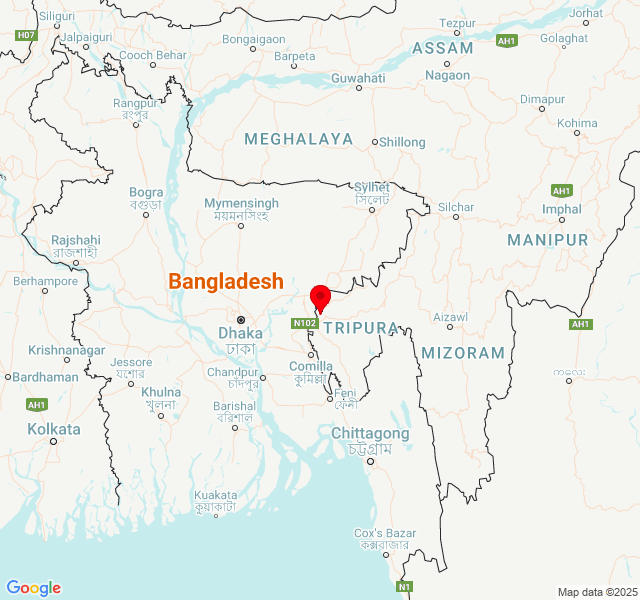 Siliguri
H07
Jalpaiguri
Cooch Behar
Bongaigaon
Barpeta
Guwahati
ASSAM
Tezpur
Nagaon
AH1
Jorhat
Golaghat
Dimapur
Kohima
Rangpur
রংপুর
MEGHALAYA
Shillong
Bogra
বগুড়া
Mymensingh
ময়মনসিংহ
Sylhet
সিলেট
Silchar
AH1
Imphal
MANIPUR
Rajshahi
রাজশাহী
Berhampore
Bangladesh
N102
Dhaka
ঢাকা
TRIPURA
Aizawl
MIZORAM
AH1
Krishnanagar
Bardhaman
Jessore
যশোর
Chandpur
চাঁদপুর
Comilla
কুমিল্লা
Khulna
খুলনা
Feni
ফেনী
ကလေး
AH1
Kolkata
Barishal
বরিশাল
Chittagong
চট্টগ্রাম
Kuakata
কুয়াকাটা
Cox's Bazar
কক্সবাজার
N1
Google
Map data ©2025